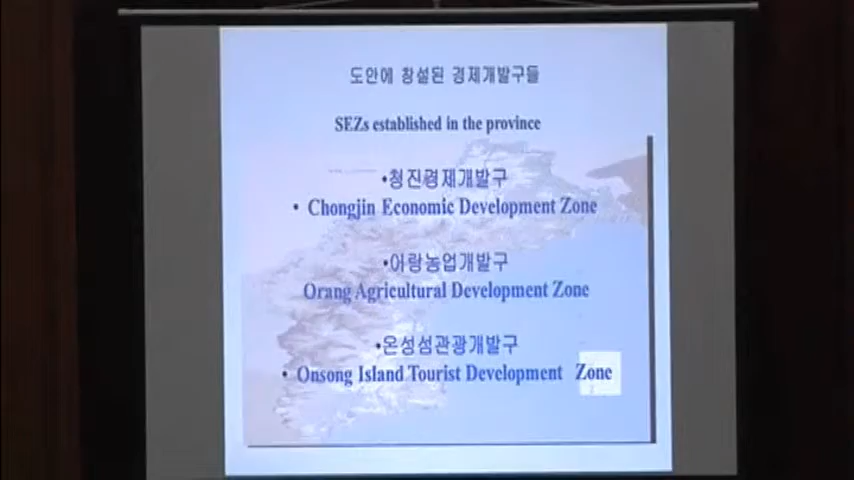 도안에 창설된 경제개발구들
SEZs established in the province
•청진경제개발구
• Chongjin Economic Development Zone
•어랑농업개발구
Orang Agricultural Development Zone
•온성섬관광개발구
• Onsong Island Tourist Development Zone